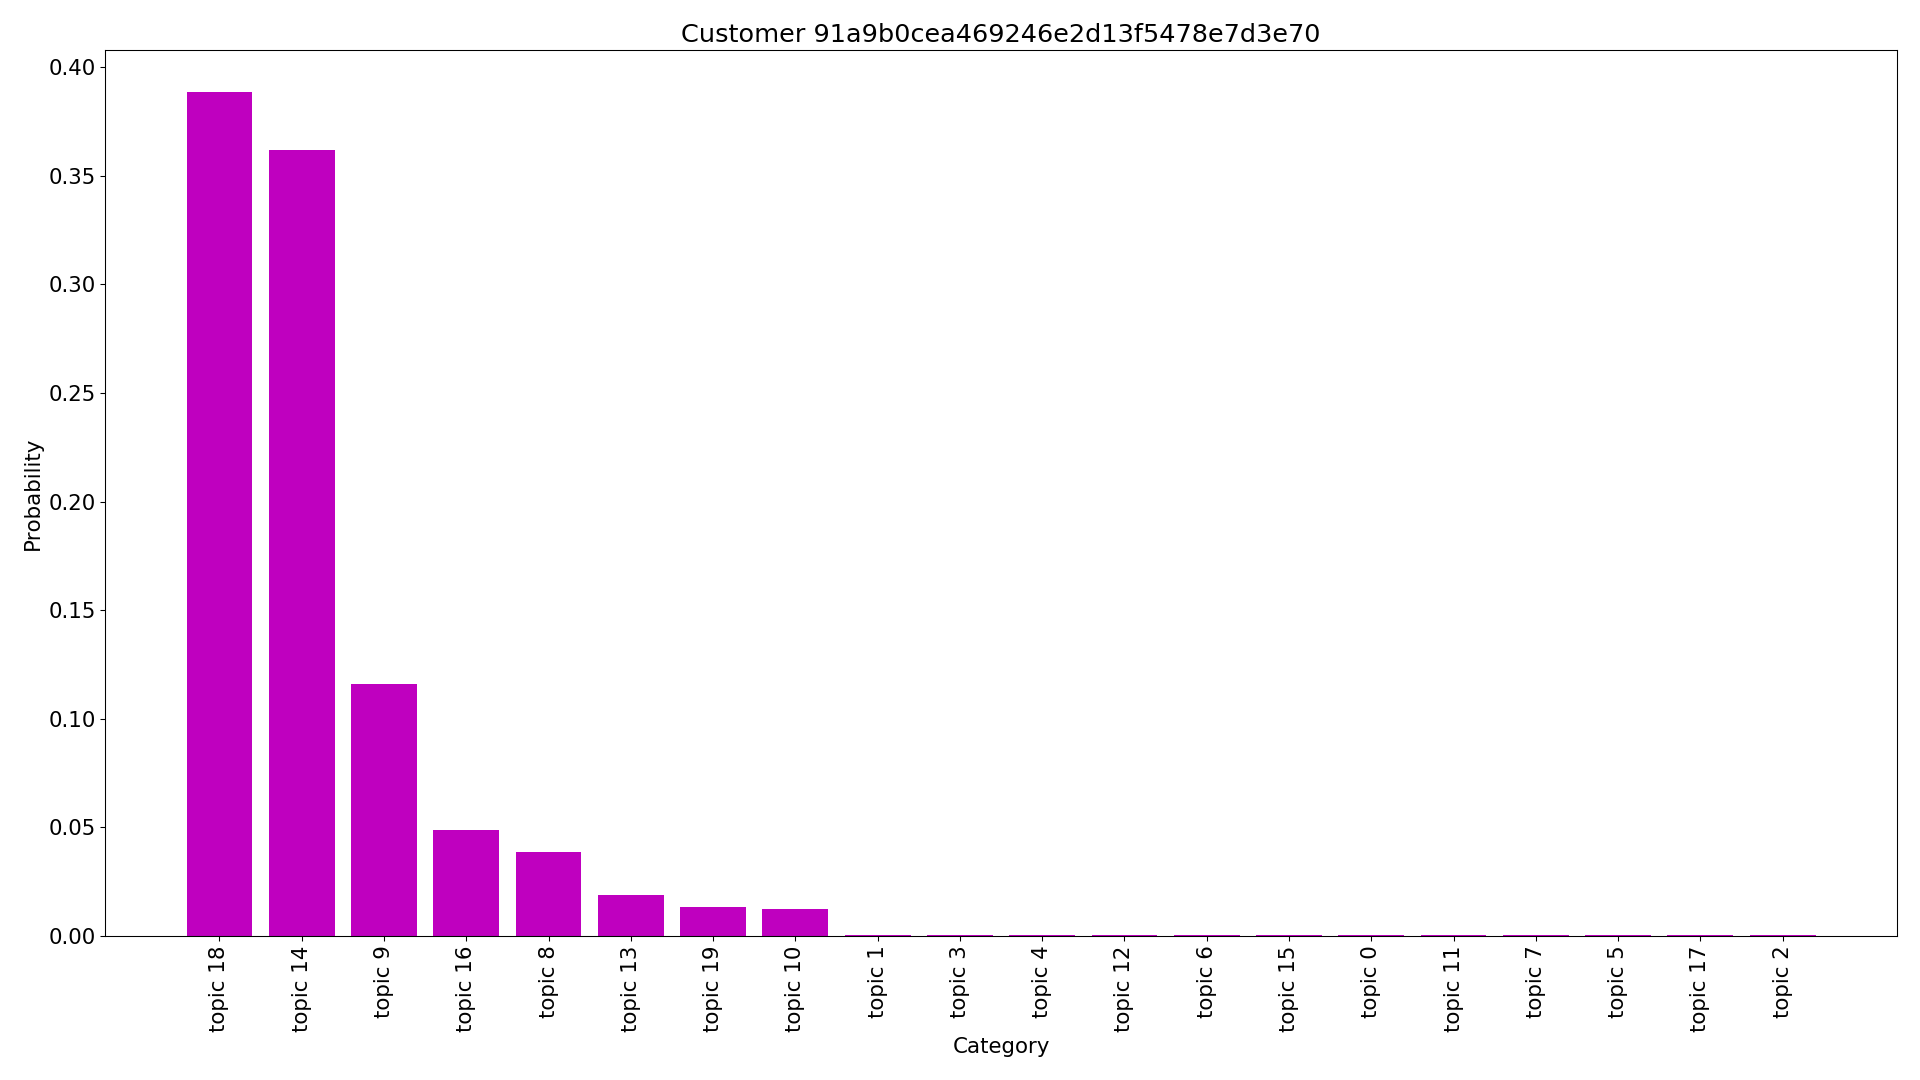 Customer 91a9b0cea469246e2d13f5478e7d3e70
0.40
0.35
0.30
0.25
0.20
0.15
0.10
0.05
0.00
Probability
topic 18
topic 14
topic 9
topic 16
topic 8
topic 13
topic 19
topic 10
topic 1
topic 3
topic 4
topic 12
topic 6
topic 15
topic 0
topic 11
topic 7
topic 5
topic 17
topic 2
Category